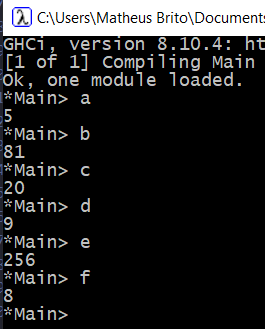 λ C:\Users\Matheus Brito\Documents
GHCi, version 8.10.4: ht
[1 of 1] Compiling Main
Ok, one module loaded.
*Main> a
5
*Main> b
81
*Main> c
20
*Main> d
9
*Main> e
256
*Main> f
8
*Main>